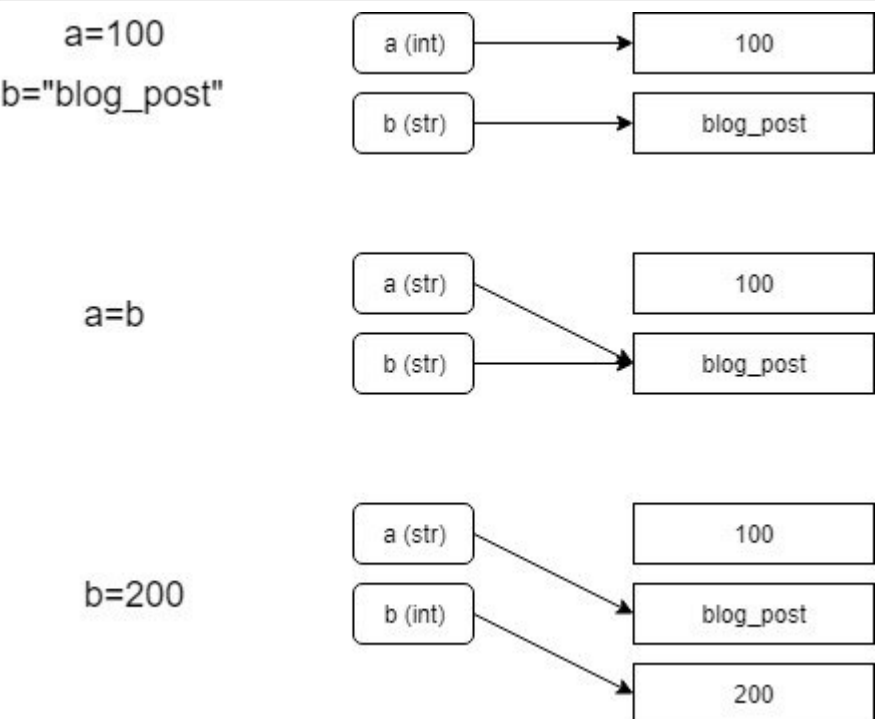 a=100
b="blog_post"
a (int)
100
b (str)
blog_post
a=b
a (str)
100
b (str)
blog_post
b=200
a (str)
100
b (int)
blog_post
200